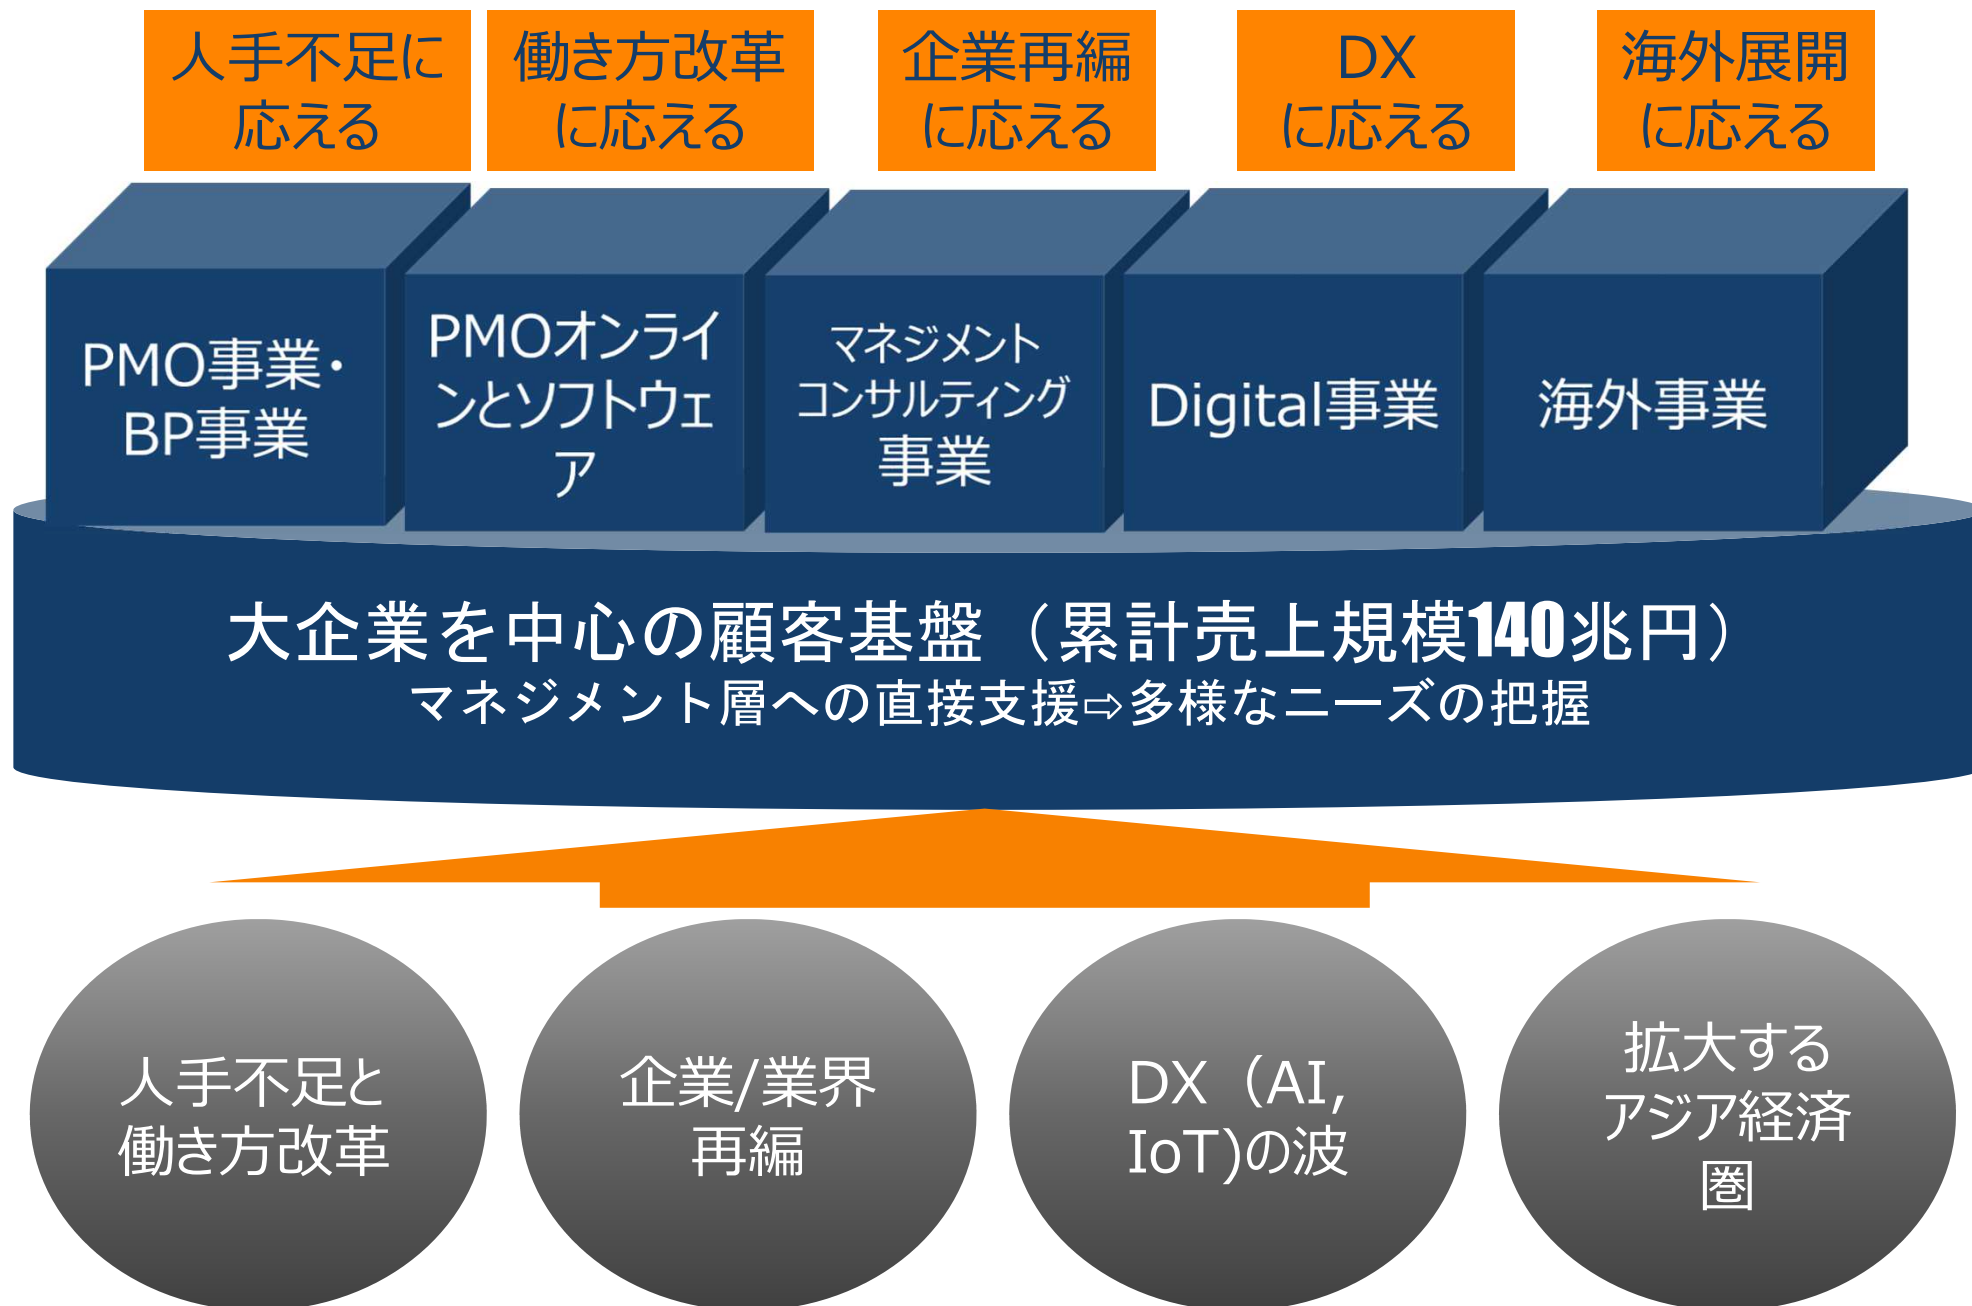 人手不足に
応える
働き方改革
に応える
企業再編
に応える
DX
に応える
海外展開
に応える
PMO事業・
BP事業
PMOオンライ
ンとソフトウェ
ア
マネジメント
コンサルティング
事業
Digital事業
海外事業
大企業を中心の顧客基盤（累計売上規模140兆円）
マネジメント層への直接支援⇨多様なニーズの把握
人手不足と
働き方改革
企業/業界
再編
DX（AI,
IoT)の波
拡大する
アジア経済
圏